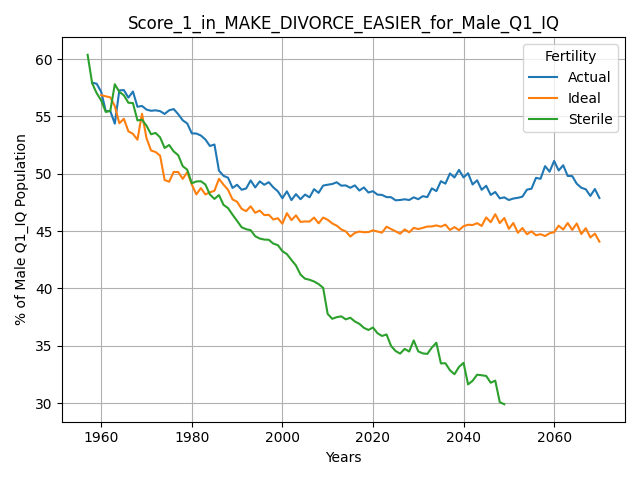 Score_1_in_MAKE_DIVORCE_EASIER_for_Male_Q1_IQ
Fertility
Actual
Ideal
Sterile
% of Male Q1_IQ Population
60
55
50
45
40
35
30
1960
1980
2000
2020
2040
2060
Years